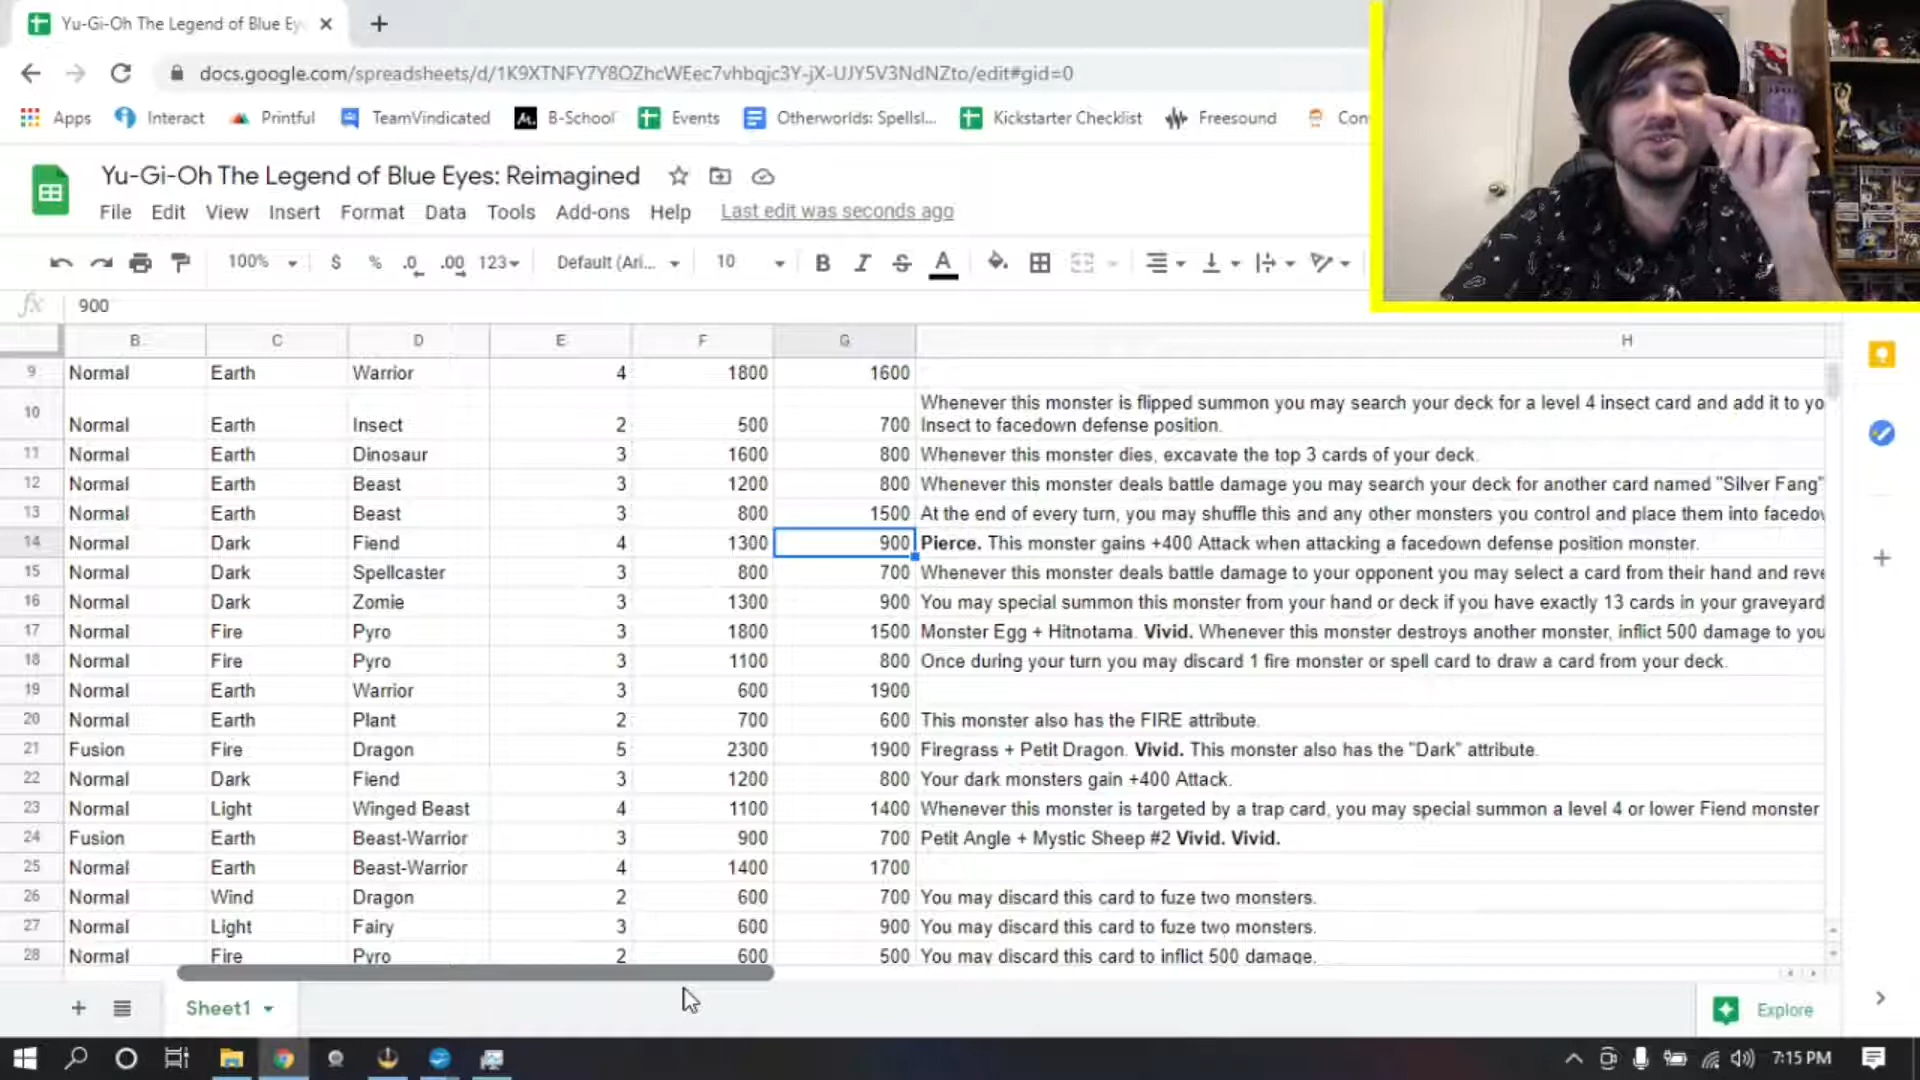 Yu-Gi-Oh The Legend of Blue Ey
docs.google.com/spreadsheets/d/1K9XTNFY7Y8OZhcWEec7vhbqjc3Y-jX-UJY5V3NdNZto/edit#gid=0
Apps Interact Printful TeamVindicated B-School Events Otherworlds: Spellsl... Kickstarter Checklist Freesound Con
Yu-Gi-Oh The Legend of Blue Eyes: Reimagined
File Edit View Insert Format Data Tools Add-ons Help Last edit was seconds ago
100% $ % .0 .00 123 Default (Ari... 10 B I S A
fx 900
B C D E F G H
9 Normal Earth Warrior 4 1800 1600
Whenever this monster is flipped summon you may search your deck for a level 4 insect card and add it to yo
10 Normal Earth Insect 2 500 700 Insect to facedown defense position.
11 Normal Earth Dinosaur 3 1600 800 Whenever this monster dies, excavate the top 3 cards of your deck.
12 Normal Earth Beast 3 1200 800 Whenever this monster deals battle damage you may search your deck for another card named "Silver Fang"
13 Normal Earth Beast 3 800 1500 At the end of every turn, you may shuffle this and any other monsters you control and place them into facedov
14 Normal Dark Fiend 4 1300 900 Pierce. This monster gains +400 Attack when attacking a facedown defense position monster.
15 Normal Dark Spellcaster 3 800 700 Whenever this monster deals battle damage to your opponent you may select a card from their hand and reve
16 Normal Dark Zomie 3 1300 900 You may special summon this monster from your hand or deck if you have exactly 13 cards in your graveyard
17 Normal Fire Pyro 3 1800 1500 Monster Egg + Hitnotama. Vivid. Whenever this monster destroys another monster, inflict 500 damage to you
18 Normal Fire Pyro 3 1100 800 Once during your turn you may discard 1 fire monster or spell card to draw a card from your deck.
19 Normal Earth Warrior 3 600 1900
20 Normal Earth Plant 2 700 600 This monster also has the FIRE attribute.
21 Fusion Fire Dragon 5 2300 1900 Firegrass + Petit Dragon. Vivid. This monster also has the "Dark" attribute.
22 Normal Dark Fiend 3 1200 800 Your dark monsters gain +400 Attack.
23 Normal Light Winged Beast 4 1100 1400 Whenever this monster is targeted by a trap card, you may special summon a level 4 or lower Fiend monster
24 Fusion Earth Beast-Warrior 3 900 700 Petit Angle + Mystic Sheep #2 Vivid. Vivid.
25 Normal Earth Beast-Warrior 4 1400 1700
26 Normal Wind Dragon 2 600 700 You may discard this card to fuze two monsters.
27 Normal Light Fairy 3 600 900 You may discard this card to fuze two monsters.
28 Normal Fire Pyro 2 600 500 You may discard this card to inflict 500 damage.
Sheet1 Explore
7:15 PM